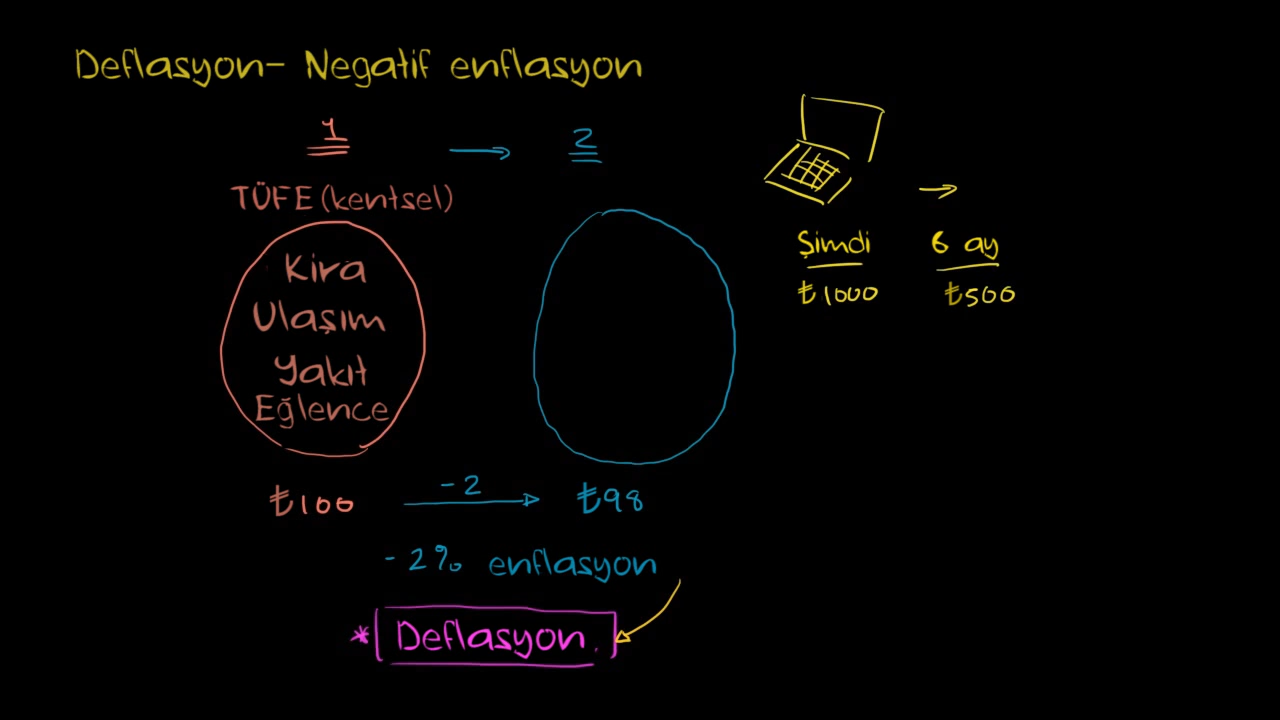 Deflasyon- Negatif enflasyon
1 → 2
TÜFE (kentsel)
Kira
Ulaşım
Yakıt
Eğlence
₺100 -2 ₺98
-2% enflasyon
* Deflasyon.
→
Şimdi 6 ay
₺1000 ₺500